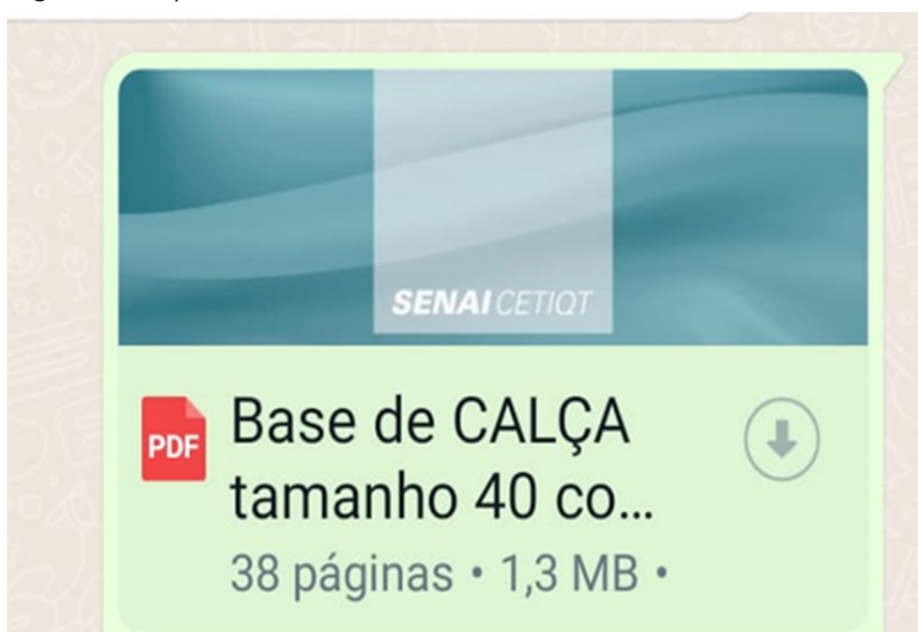 SENAI CETIQT
PDF
Base de CALÇA
tamanho 40 co...
38 páginas • 1,3 MB •